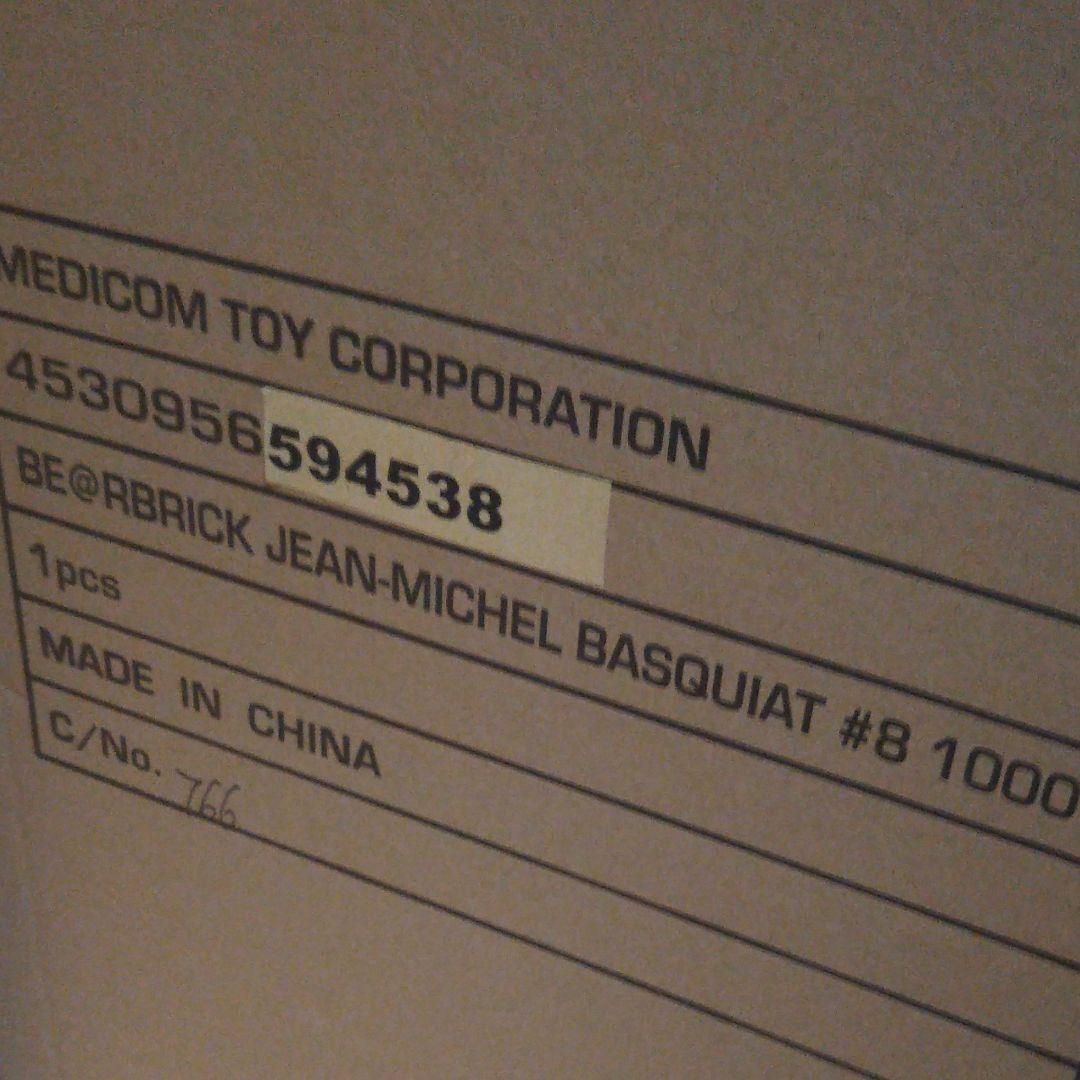 MEDICOM TOY CORPORATION
4530956594538
BE@RBRICK JEAN-MICHEL BASQUIAT #8 1000
1pcs
MADE IN CHINA
C/No. 766